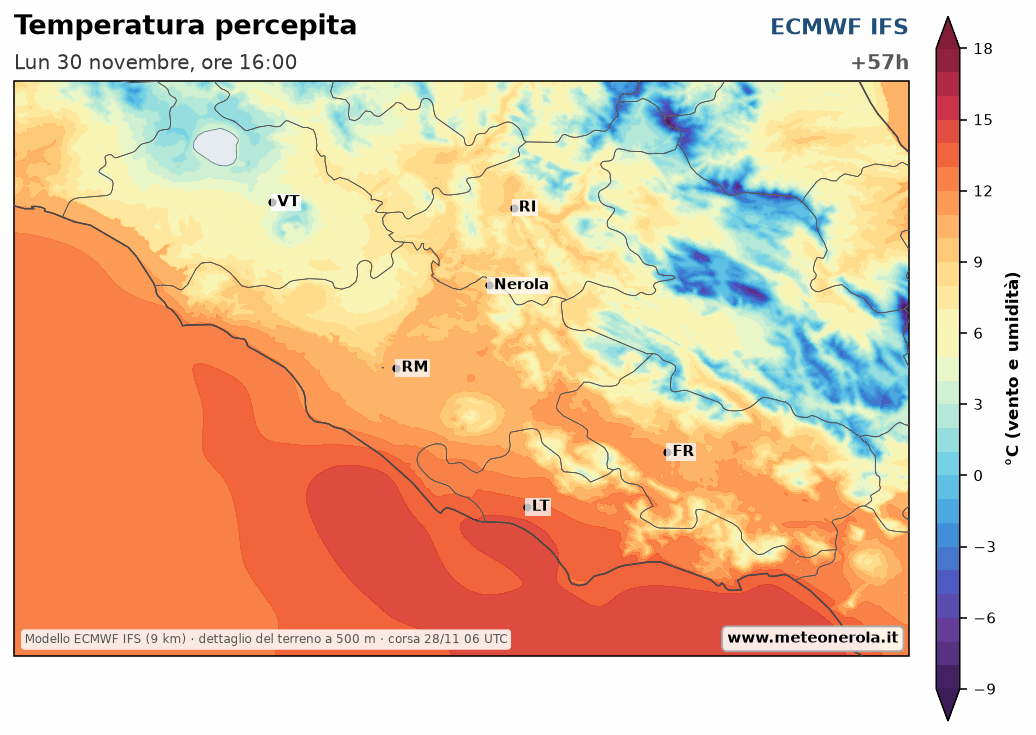 Temperatura percepita
ECMWF IFS
Lun 30 novembre, ore 16:00
+57h
VT
RI
Nerola
RM
FR
LT
Modello ECMWF IFS (9 km) · dettaglio del terreno a 500 m · corsa 28/11 06 UTC
www.meteonerola.it
18
15
12
9
6
3
0
−3
−6
−9
°C (vento e umidità)